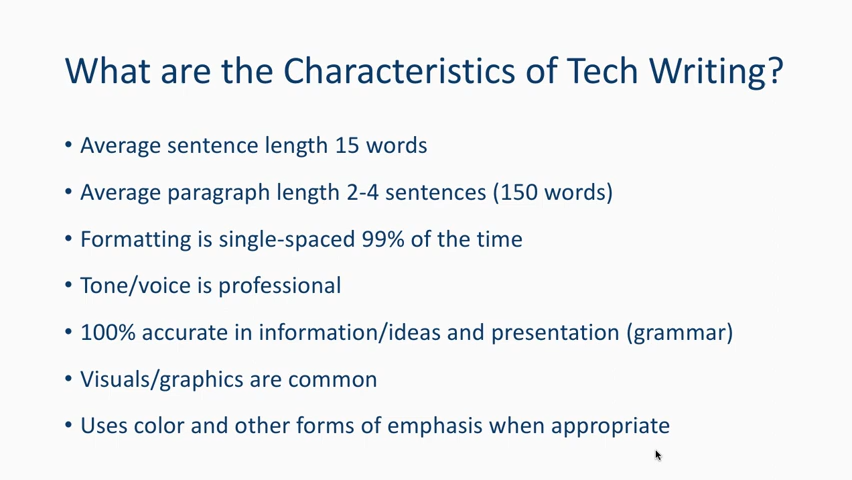 What are the Characteristics of Tech Writing?
• Average sentence length 15 words
• Average paragraph length 2-4 sentences (150 words)
• Formatting is single-spaced 99% of the time
• Tone/voice is professional
• 100% accurate in information/ideas and presentation (grammar)
• Visuals/graphics are common
• Uses color and other forms of emphasis when appropriate